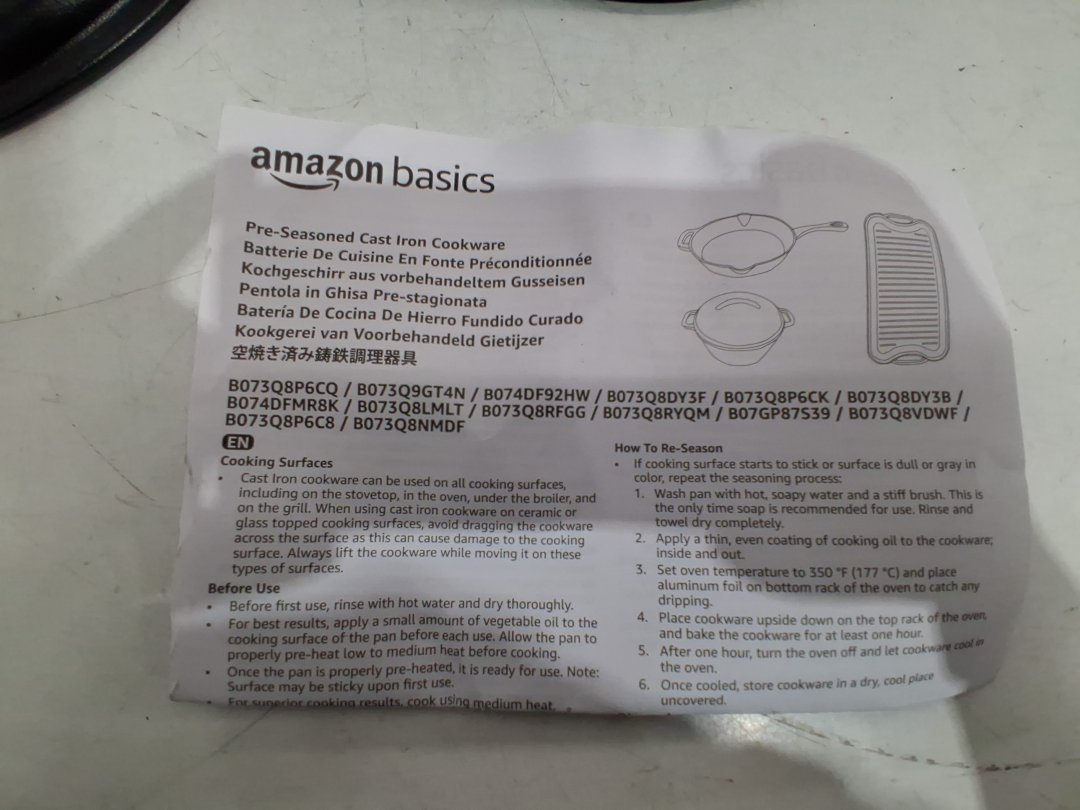 amazon basics
Pre-Seasoned Cast Iron Cookware
Batterie De Cuisine En Fonte Préconditionnée
Kochgeschirr aus vorbehandeltem Gusseisen
Pentola in Ghisa Pre-stagionata
Batería De Cocina De Hierro Fundido Curado
Kookgerei van Voorbehandeld Gietijzer
空焼き済み鋳鉄調理器具
B073Q8P6CQ / B073Q9GT4N / B074DF92HW / B073Q8DY3F / B073Q8P6CK / B073Q8DY3B /
B074DFMR8K / B073Q8LMLT / B073Q8RFGG / B073Q8RYQM / B07GP87S39 / B073Q8VDWF /
B073Q8P6C8 / B073Q8NMDF
EN
Cooking Surfaces
• Cast Iron cookware can be used on all cooking surfaces,
including on the stovetop, in the oven, under the broiler, and
on the grill. When using cast iron cookware on ceramic or
glass topped cooking surfaces, avoid dragging the cookware
across the surface as this can cause damage to the cooking
surface. Always lift the cookware while moving it on these
types of surfaces.
Before Use
• Before first use, rinse with hot water and dry thoroughly.
• For best results, apply a small amount of vegetable oil to the
cooking surface of the pan before each use. Allow the pan to
properly pre-heat low to medium heat before cooking.
• Once the pan is properly pre-heated, it is ready for use. Note:
Surface may be sticky upon first use.
• For superior cooking results, cook using medium heat.
How To Re-Season
• If cooking surface starts to stick or surface is dull or gray in
color, repeat the seasoning process:
1. Wash pan with hot, soapy water and a stiff brush. This is
the only time soap is recommended for use. Rinse and
towel dry completely.
2. Apply a thin, even coating of cooking oil to the cookware;
inside and out.
3. Set oven temperature to 350 °F (177 °C) and place
aluminum foil on bottom rack of the oven to catch any
dripping.
4. Place cookware upside down on the top rack of the oven,
and bake the cookware for at least one hour.
5. After one hour, turn the oven off and let cookware cool in
the oven.
6. Once cooled, store cookware in a dry, cool place
uncovered.